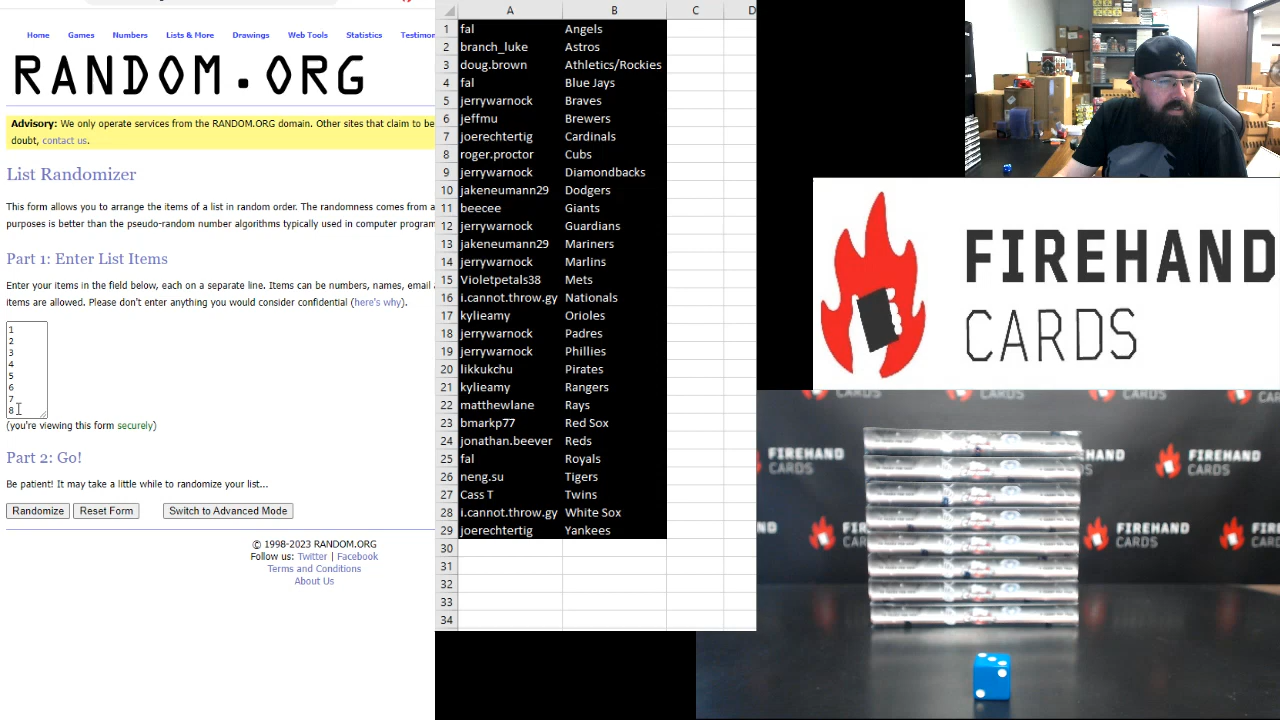 Home Games Numbers Lists & More Drawings Web Tools Statistics Testimor
RANDOM.ORG
Advisory: We only operate services from the RANDOM.ORG domain. Other sites that claim to be
doubt, contact us.
List Randomizer
This form allows you to arrange the items of a list in random order. The randomness comes from a
purposes is better than the pseudo-random number algorithms typically used in computer program
Part 1: Enter List Items
Enter your items in the field below, each on a separate line. Items can be numbers, names, email
items are allowed. Please don't enter anything you would consider confidential (here's why).
1
2
3
4
5
6
7
8
(you're viewing this form securely)
Part 2: Go!
Be patient! It may take a little while to randomize your list...
Randomize Reset Form Switch to Advanced Mode
© 1998-2023 RANDOM.ORG
Follow us: Twitter | Facebook
Terms and Conditions
About Us
A B C D
1 fal Angels
2 branch_luke Astros
3 doug.brown Athletics/Rockies
4 fal Blue Jays
5 jerrywarnock Braves
6 jeffmu Brewers
7 joerechtertig Cardinals
8 roger.proctor Cubs
9 jerrywarnock Diamondbacks
10 jakeneumann29 Dodgers
11 beecee Giants
12 jerrywarnock Guardians
13 jakeneumann29 Mariners
14 jerrywarnock Marlins
15 Violetpetals38 Mets
16 i.cannot.throw.gy Nationals
17 kylieamy Orioles
18 jerrywarnock Padres
19 jerrywarnock Phillies
20 likkukchu Pirates
21 kylieamy Rangers
22 matthewlane Rays
23 bmarkp77 Red Sox
24 jonathan.beever Reds
25 fal Royals
26 neng.su Tigers
27 Cass T Twins
28 i.cannot.throw.gy White Sox
29 joerechtertig Yankees
30
31
32
33
34
FIREHAND
CARDS
FIREHAND
CARDS
HAND
CARDS
FIREHAND
CARDS
FIREHAND
CARDS
FIREHAND
CARDS